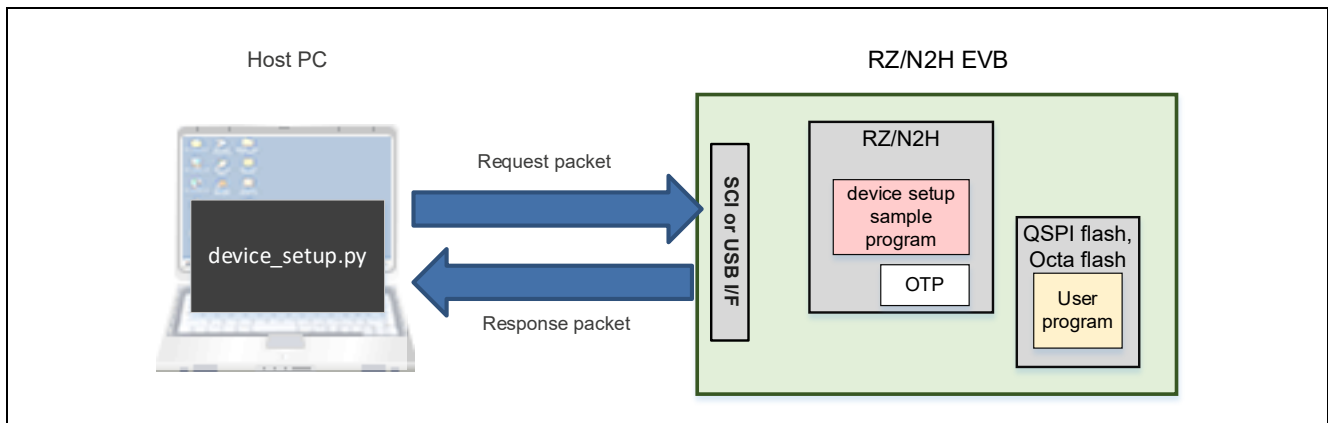 Host PC
RZ/N2H EVB
Request packet
device_setup.py
Response packet
SCI or USB I/F
RZ/N2H
device setup
sample
program
OTP
QSPI flash,
Octa flash
User
program